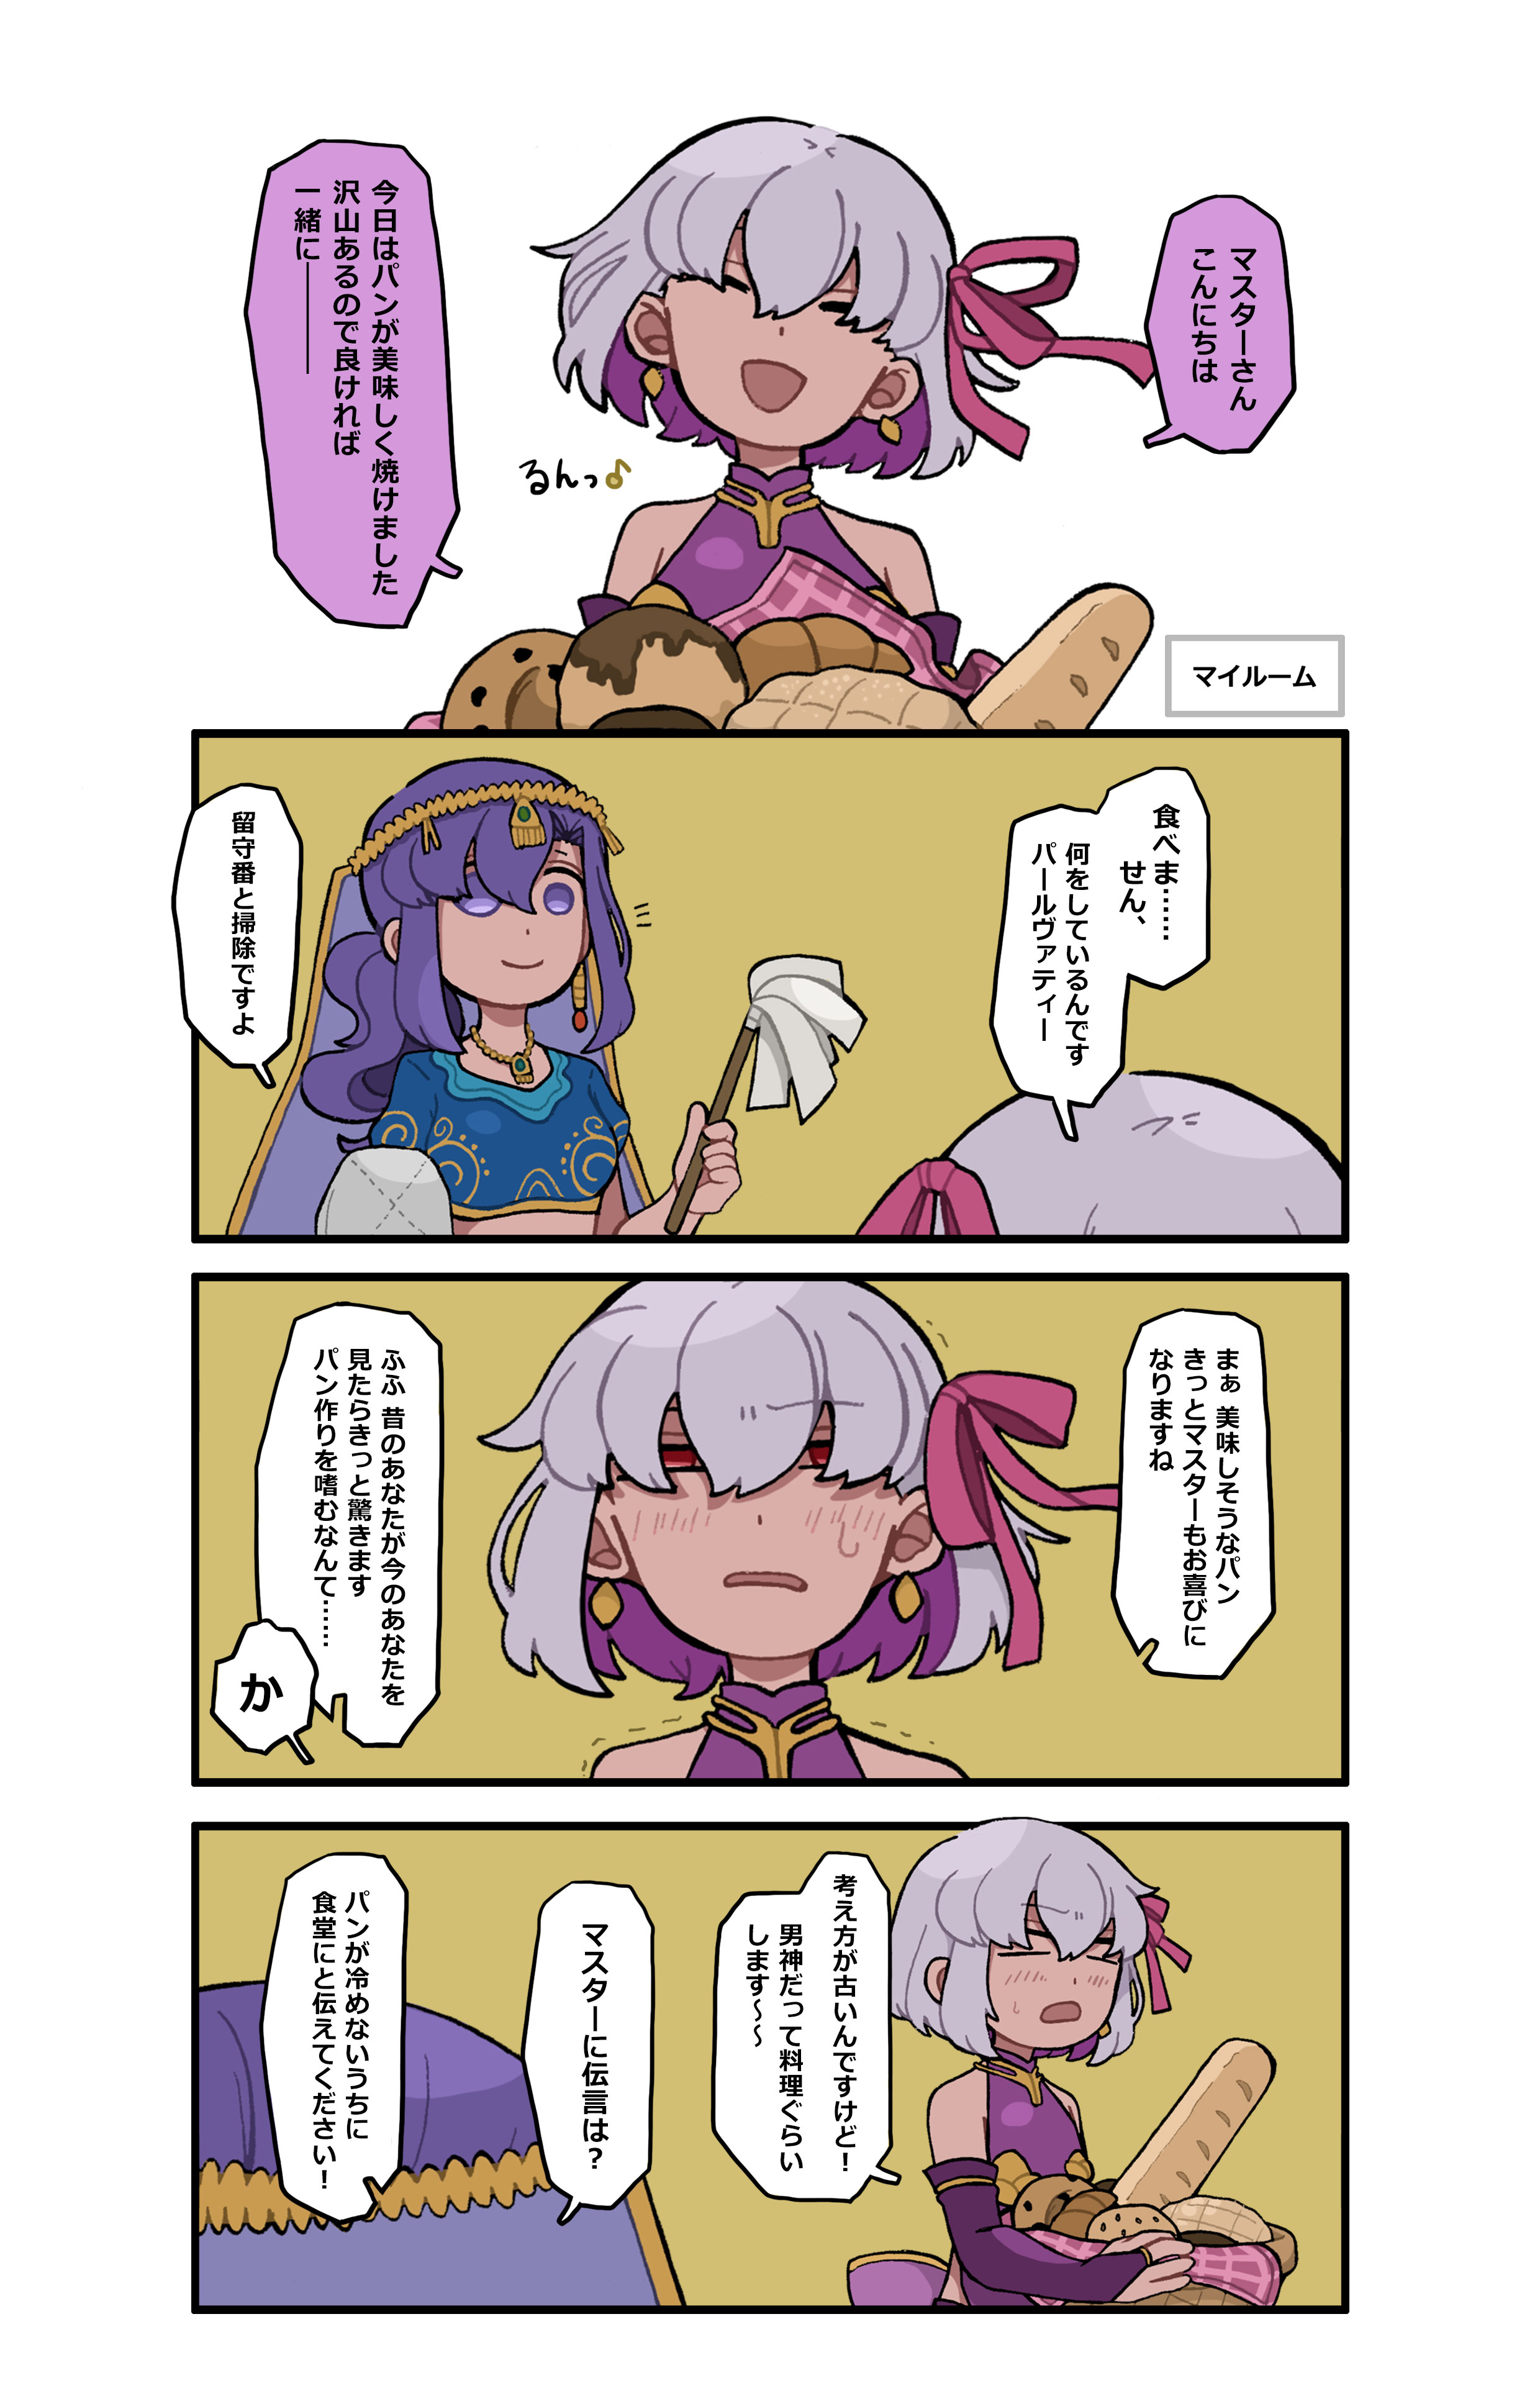 マスターさん
こんにちは
今日はパンが美味しく焼けました
沢山あるので良ければ
一緒に――――
るんっ♪
マイルーム
食べま……
せん、
何をしているんです
パールヴァティー
留守番と掃除ですよ
まぁ 美味しそうなパン
きっとマスターもお喜びに
なりますね
ふふ 昔のあなたが今のあなたを
見たらきっと驚きます
パン作りを嗜むなんて……
か
考え方が古いんですけど!
男神だって料理ぐらい
します～～
マスターに伝言は?
パンが冷めないうちに
食堂にと伝えてください!